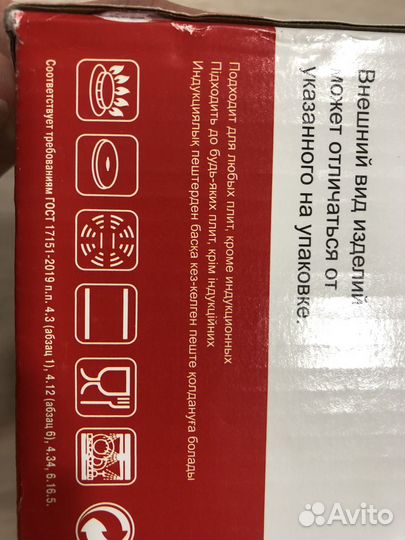 Внешний вид изделий
может отличаться от
указанного на упаковке.
Подходит для любых плит, кроме индукционных
Підходить до будь-яких плит, крім індукційних
Индукциялық пештерден басқа кез-келген пеште қолдануға болады
Соответствует требованиям ГОСТ 17151-2019 п.п. 4.3 (абзац 1), 4.12 (абзац 6), 4.34, 6.16.5.
Avito